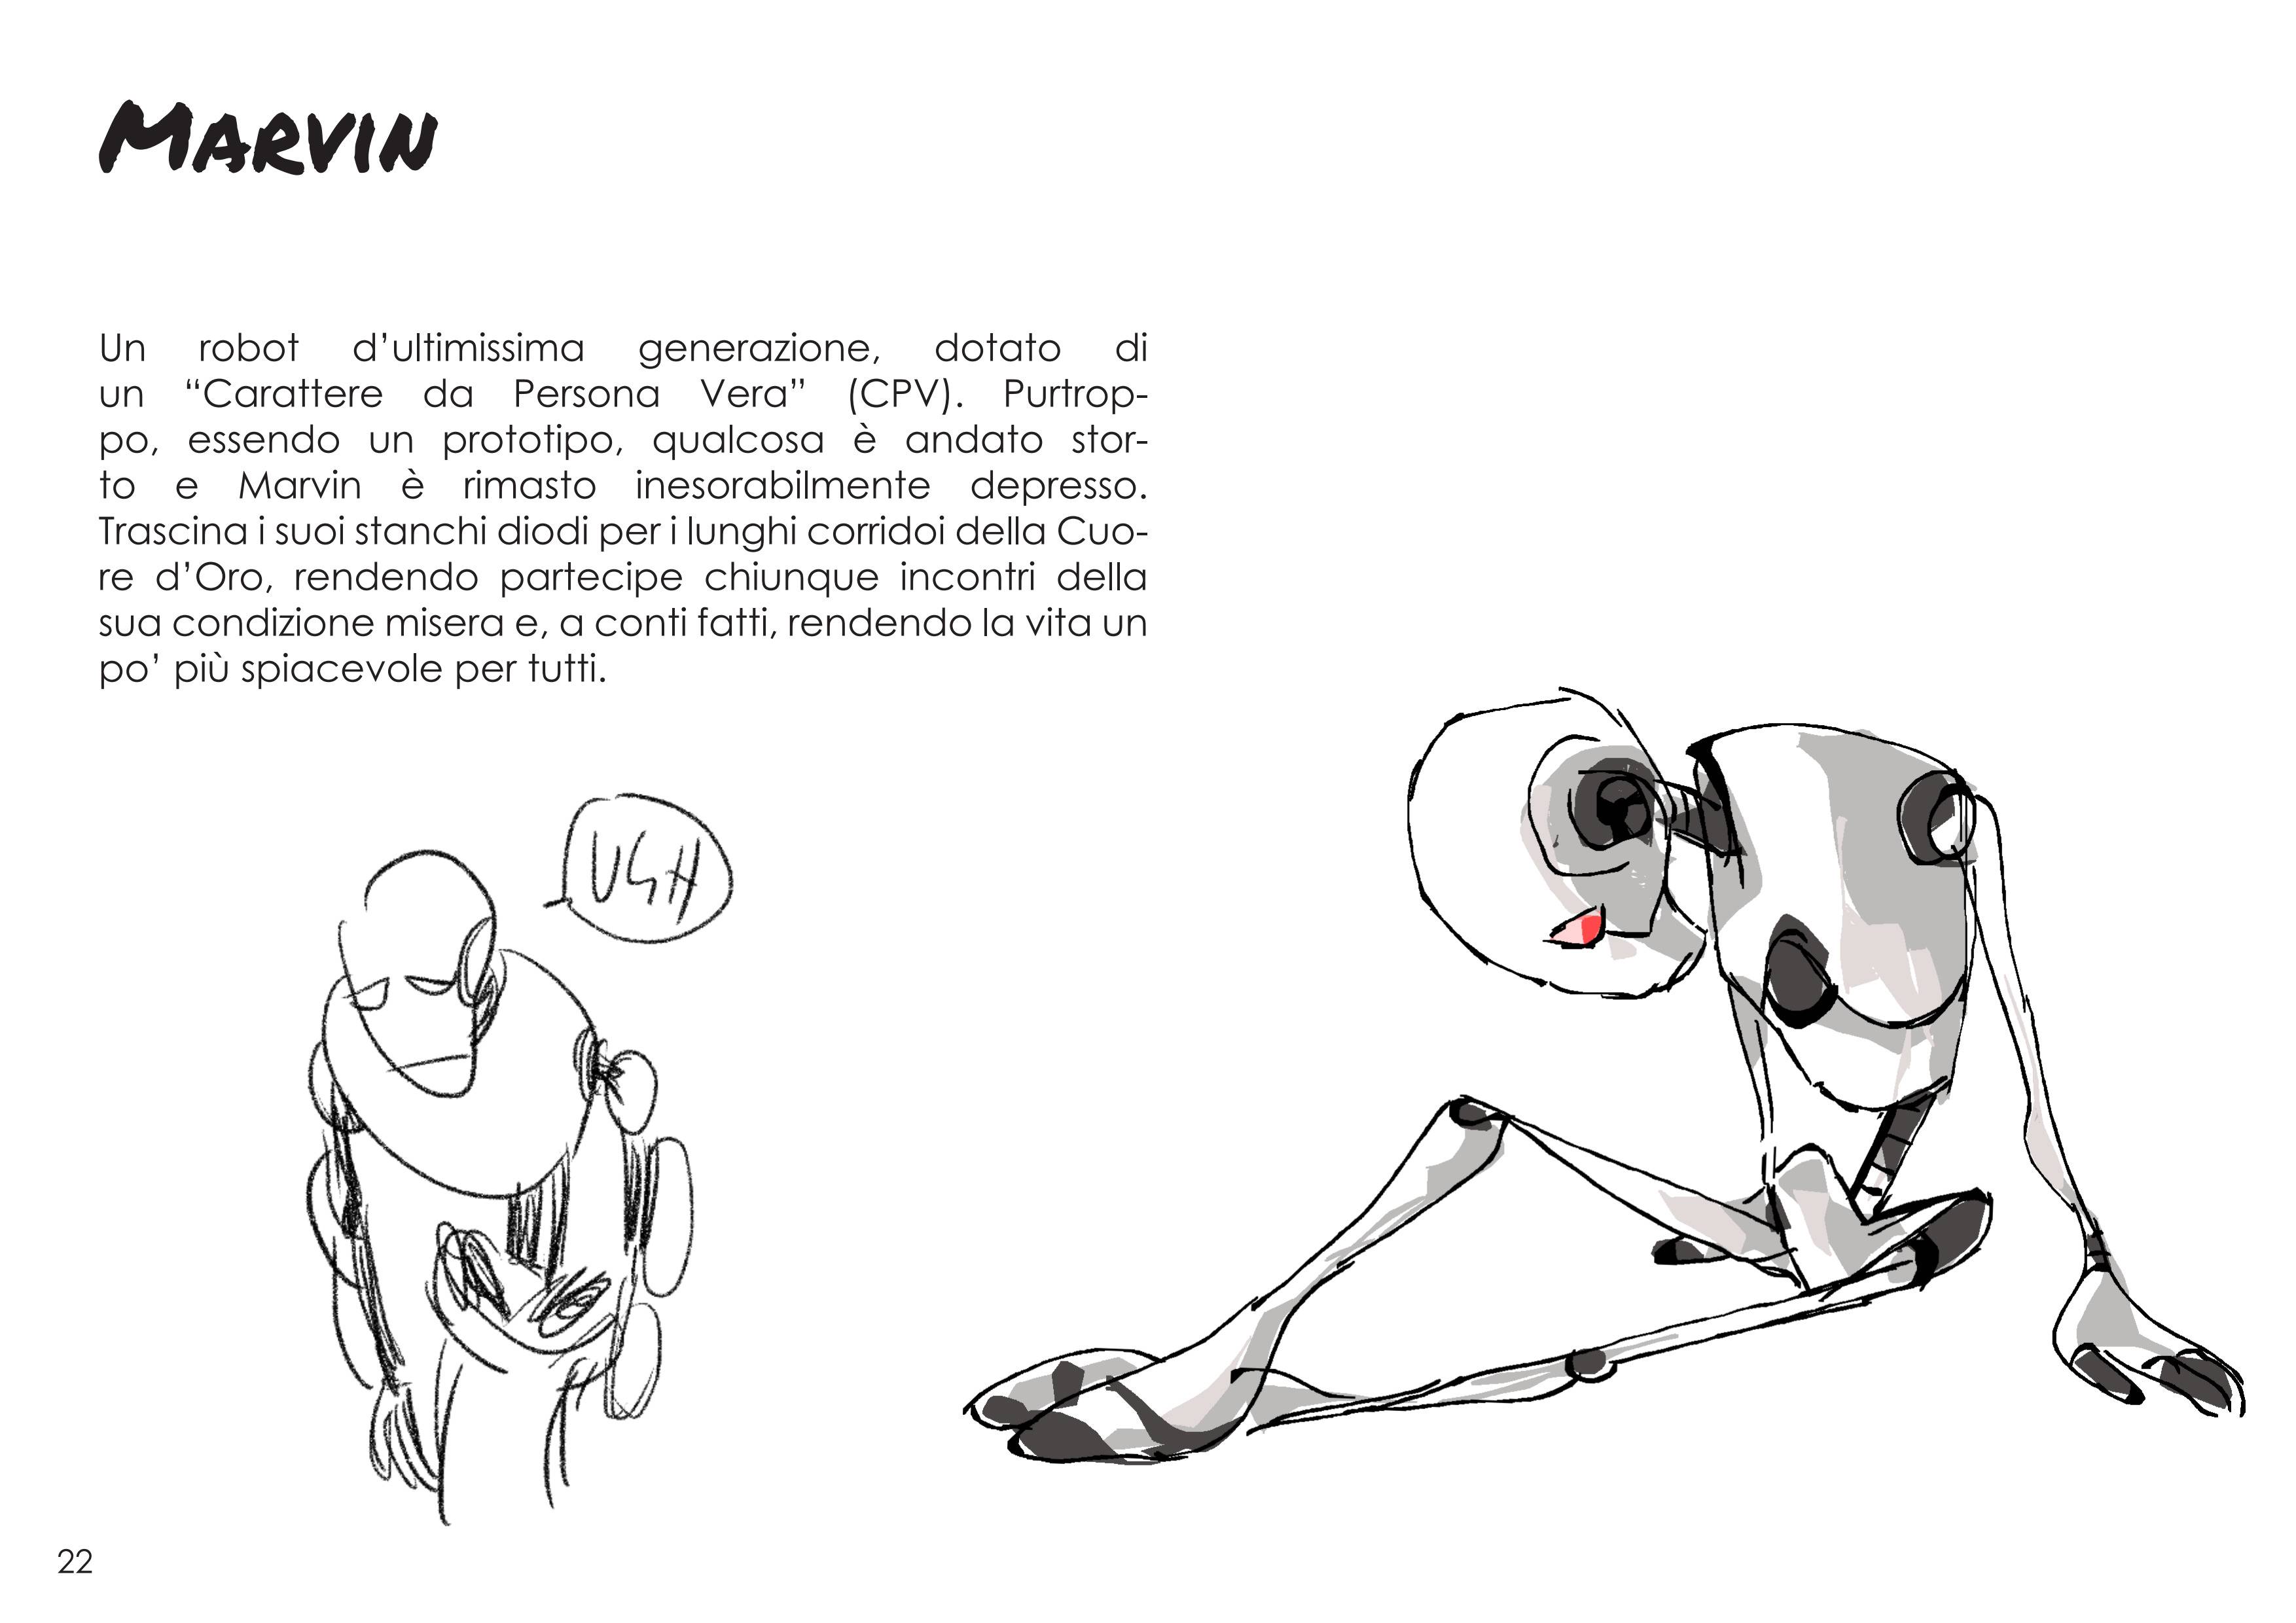 MARVIN
Un robot d’ultimissima generazione, dotato di
un “Carattere da Persona Vera” (CPV). Purtrop-
po, essendo un prototipo, qualcosa è andato stor-
to e Marvin è rimasto inesorabilmente depresso.
Trascina i suoi stanchi diodi per i lunghi corridoi della Cuo-
re d’Oro, rendendo partecipe chiunque incontri della
sua condizione misera e, a conti fatti, rendendo la vita un
po’ più spiacevole per tutti.
UGH
22